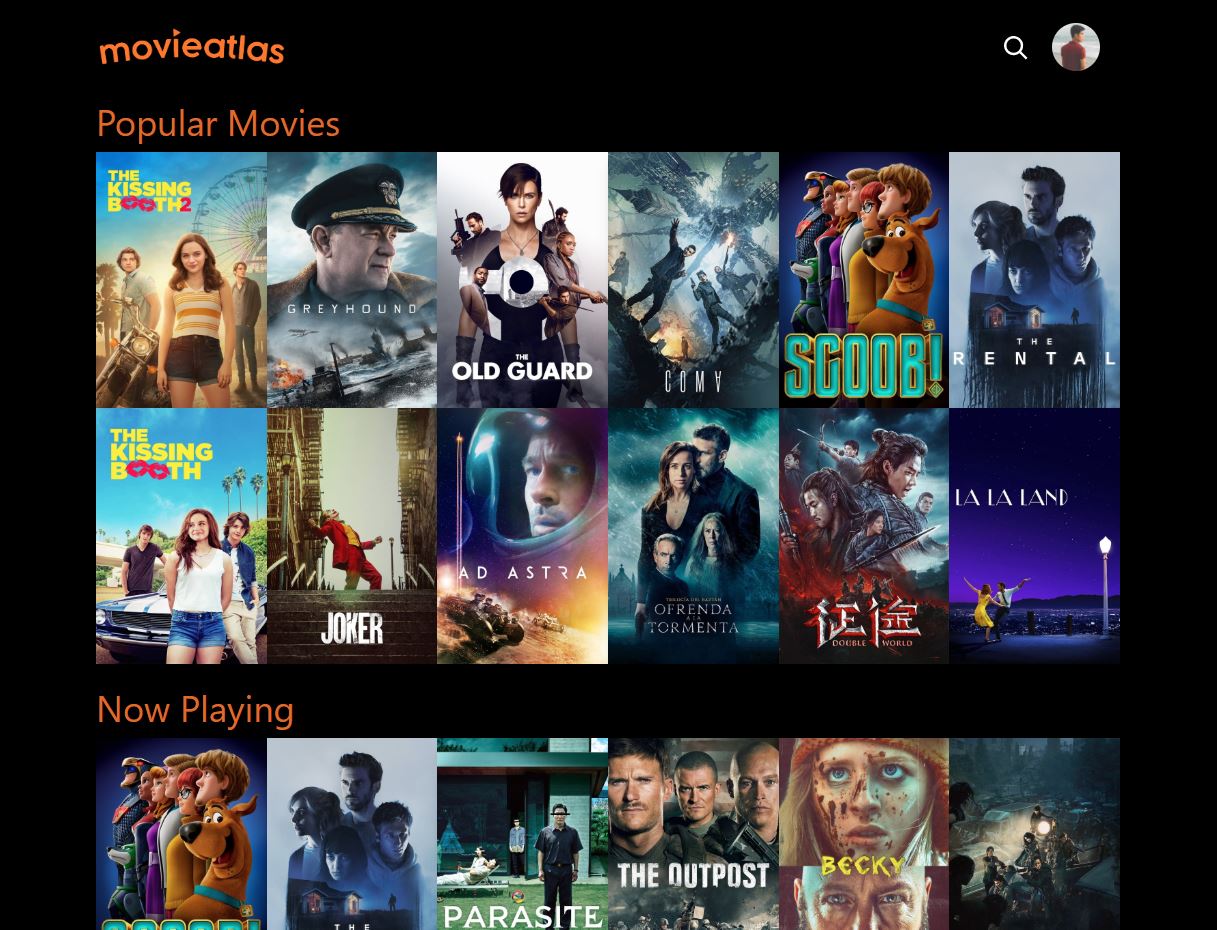 movieatlas
Popular Movies
THE
KISSING
BOOTH2
GREYHOUND
THE
OLD GUARD
COMA
SCOOB!
THE
RENTAL
THE
KISSING
BOOTH
JOKER
AD ASTRA
TRILOGÍA DEL BAZTÁN
OFRENDA
A LA
TORMENTA
征途
DOUBLE WORLD
LA LA LAND
Now Playing
SCOOB!
THE
PARASITE
THE OUTPOST
BECKY